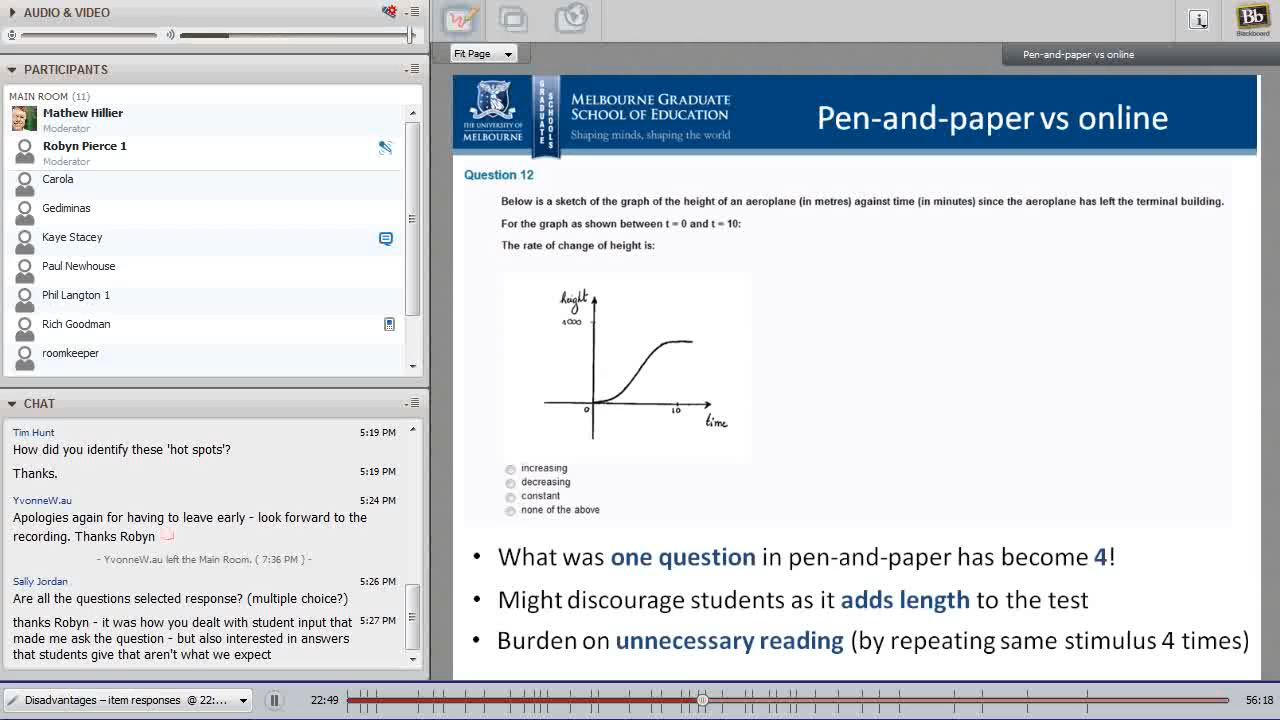 AUDIO & VIDEO
PARTICIPANTS
MAIN ROOM (11)
Mathew Hillier
Moderator
Robyn Pierce 1
Moderator
Carola
Gediminas
Kaye Stacey
Paul Newhouse
Phil Langton 1
Rich Goodman
roomkeeper
CHAT
Tim Hunt 5:19 PM
How did you identify these 'hot spots'?
Thanks. 5:19 PM
YvonneW.au 5:24 PM
Apologies again for having to leave early - look forward to the
recording. Thanks Robyn
- YvonneW.au left the Main Room. ( 7:36 PM ) -
Sally Jordan 5:26 PM
Are all the questions selected response? (multiple choice?)
thanks Robyn - it was how you dealt with student input that 5:27 PM
made me ask the question - but also interested in answers
that students give that aren't what we expect
Disadvantages – item responses @ 22:...
22:49
56:18
Fit Page
Pen-and-paper vs online
i
Bb
Blackboard
THE UNIVERSITY OF
MELBOURNE
GRADUATE
SCHOOLS
MELBOURNE GRADUATE
SCHOOL OF EDUCATION
Shaping minds, shaping the world
Pen-and-paper vs online
Question 12
Below is a sketch of the graph of the height of an aeroplane (in metres) against time (in minutes) since the aeroplane has left the terminal building.
For the graph as shown between t = 0 and t = 10:
The rate of change of height is:
height
1000
0
10
time
increasing
decreasing
constant
none of the above
• What was one question in pen-and-paper has become 4!
• Might discourage students as it adds length to the test
• Burden on unnecessary reading (by repeating same stimulus 4 times)